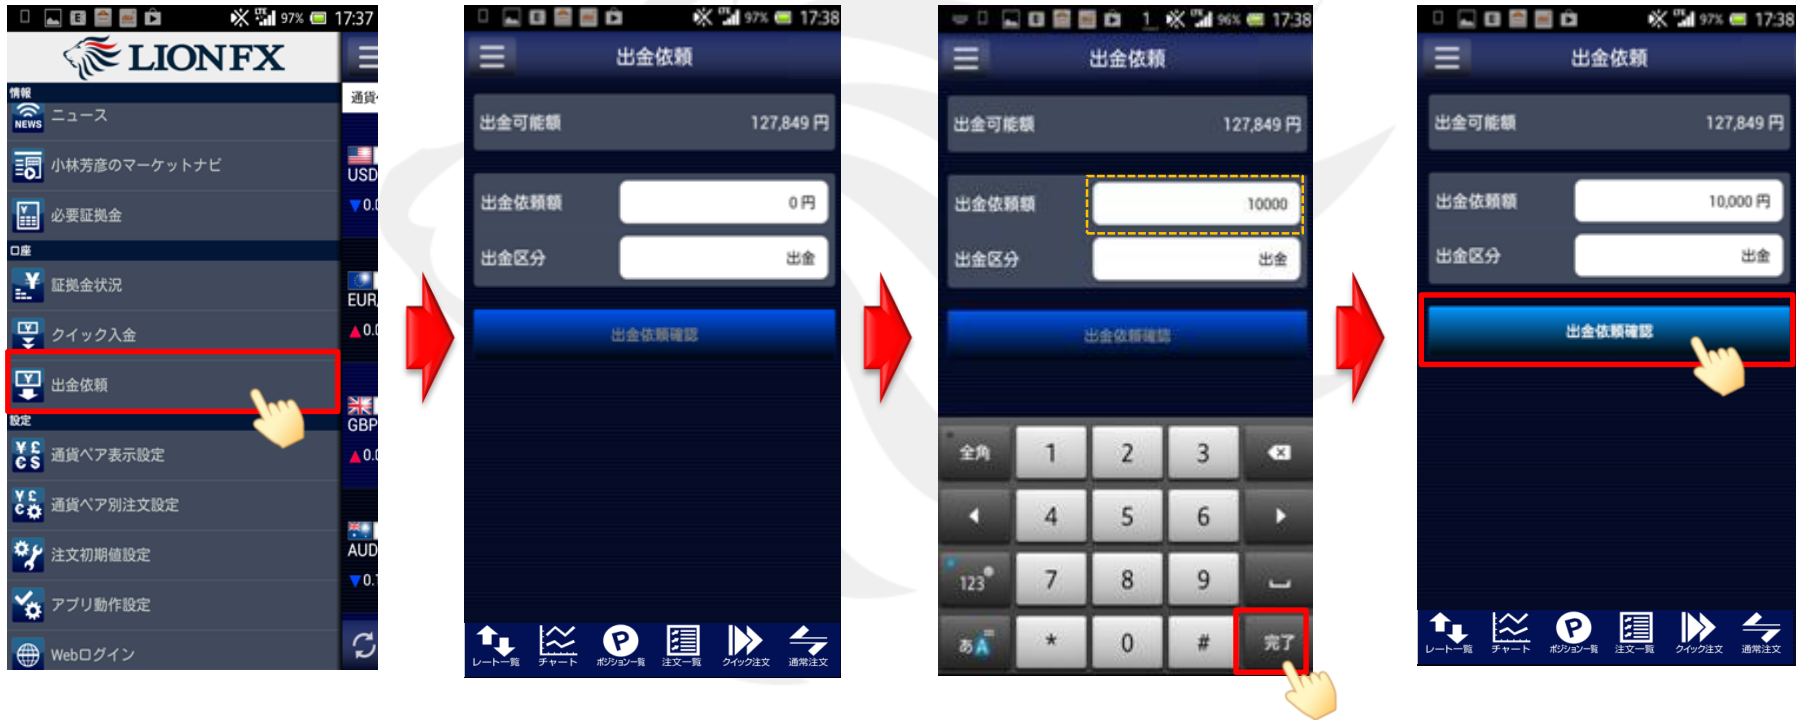 97% 17:37
LION FX
情報
NEWS
ニュース
小林芳彦のマーケットナビ
必要証拠金
口座
証拠金状況
クイック入金
出金依頼
設定
通貨ペア表示設定
通貨ペア別注文設定
注文初期値設定
アプリ動作設定
Webログイン
通貨
USD
▼0.
EUR
▲0.
GBP
▲0.
AUD
▼0.
97% 17:38
出金依頼
出金可能額 127,849 円
出金依頼額 0 円
出金区分 出金
出金依頼確認
レート一覧 チャート ポジション一覧 注文一覧 クイック注文 通常注文
1 96% 17:38
出金依頼
出金可能額 127,849 円
出金依頼額 10000
出金区分 出金
出金依頼確認
全角 1 2 3
4 5 6
123 7 8 9
あA * 0 # 完了
97% 17:38
出金依頼
出金可能額 127,849 円
出金依頼額 10,000 円
出金区分 出金
出金依頼確認
レート一覧 チャート ポジション一覧 注文一覧 クイック注文 通常注文